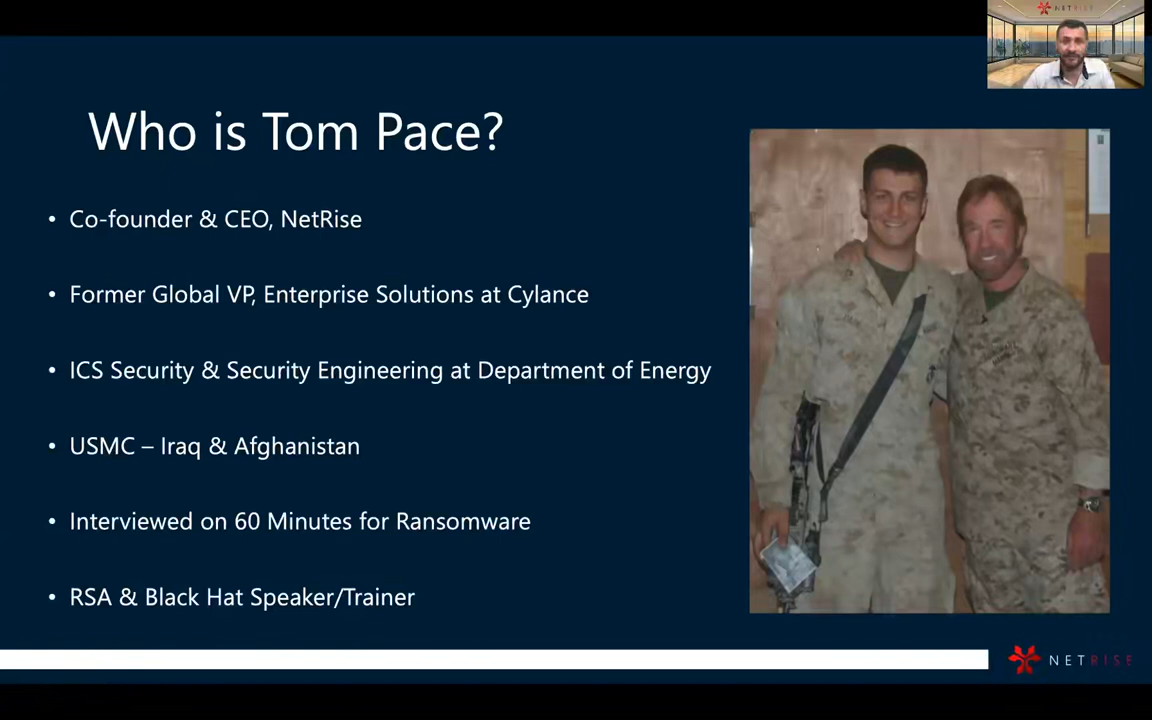 NETRISE
Who is Tom Pace?
• Co-founder & CEO, NetRise
• Former Global VP, Enterprise Solutions at Cylance
• ICS Security & Security Engineering at Department of Energy
• USMC – Iraq & Afghanistan
• Interviewed on 60 Minutes for Ransomware
• RSA & Black Hat Speaker/Trainer
NETRISE